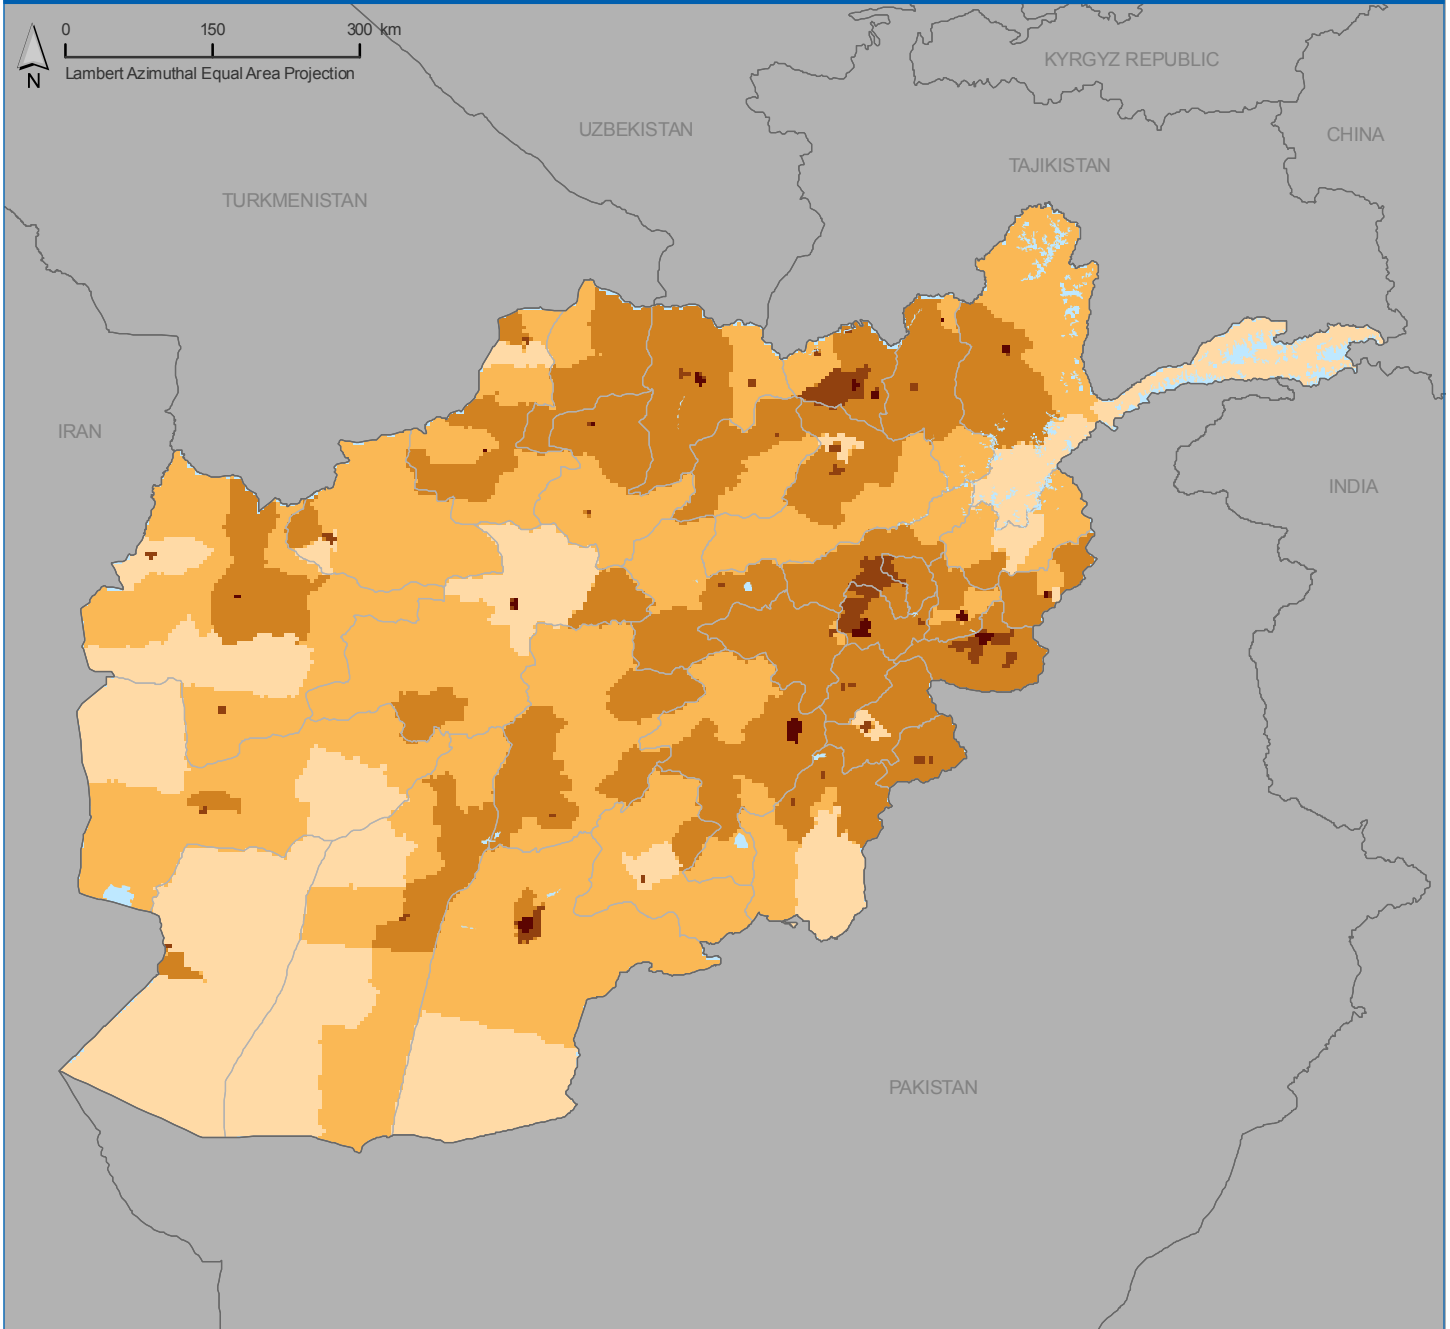 0 150 300 km
Lambert Azimuthal Equal Area Projection
N
KYRGYZ REPUBLIC
UZBEKISTAN
CHINA
TAJIKISTAN
TURKMENISTAN
IRAN
INDIA
PAKISTAN